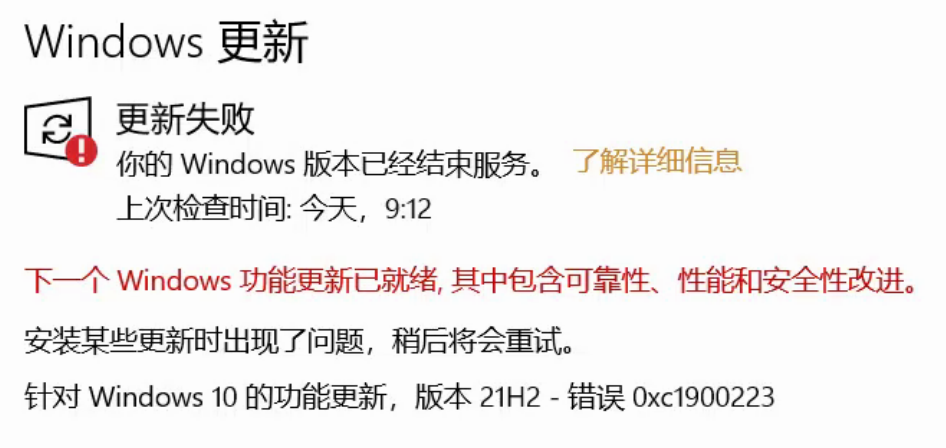 Windows 更新
更新失败
你的 Windows 版本已经结束服务。 了解详细信息
上次检查时间: 今天，9:12
下一个 Windows 功能更新已就绪, 其中包含可靠性、性能和安全性改进。
安装某些更新时出现了问题，稍后将会重试。
针对 Windows 10 的功能更新，版本 21H2 - 错误 0xc1900223